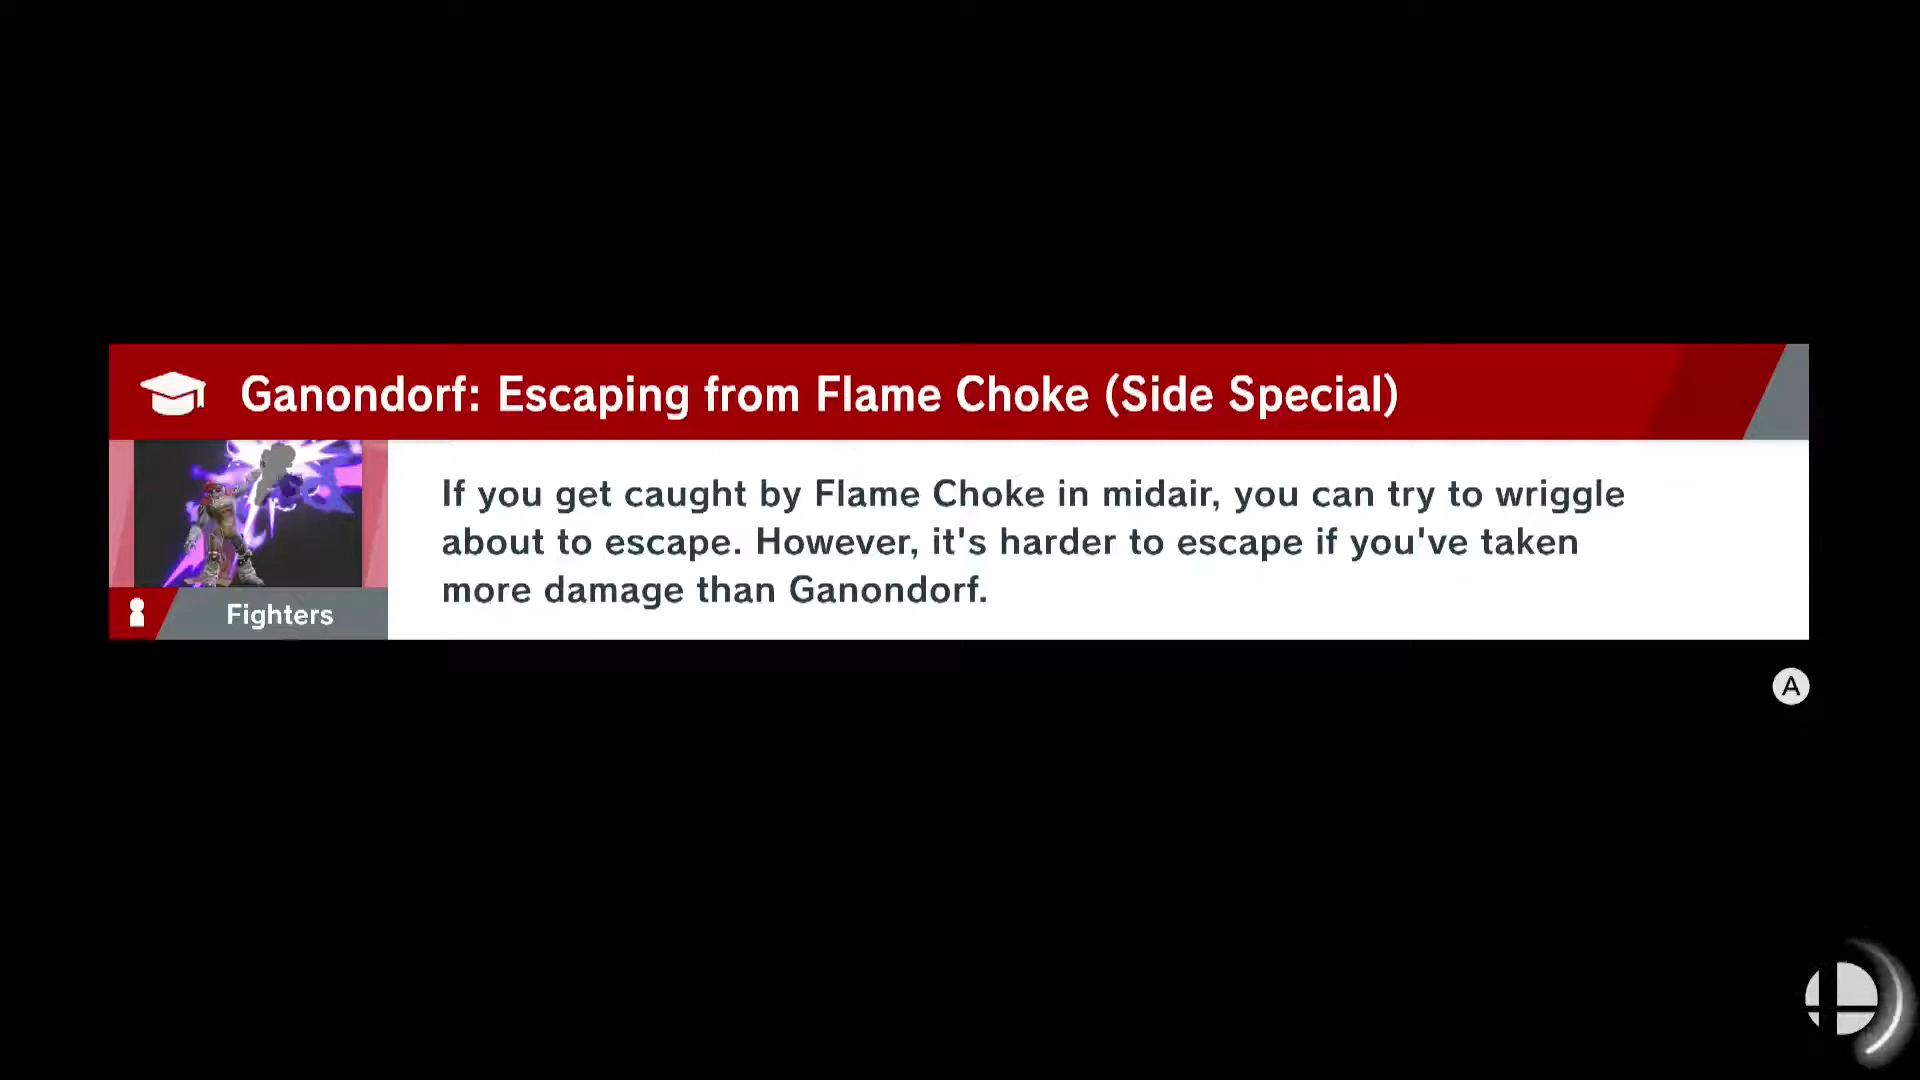 Ganondorf: Escaping from Flame Choke (Side Special)
If you get caught by Flame Choke in midair, you can try to wriggle
about to escape. However, it's harder to escape if you've taken
more damage than Ganondorf.
Fighters
A